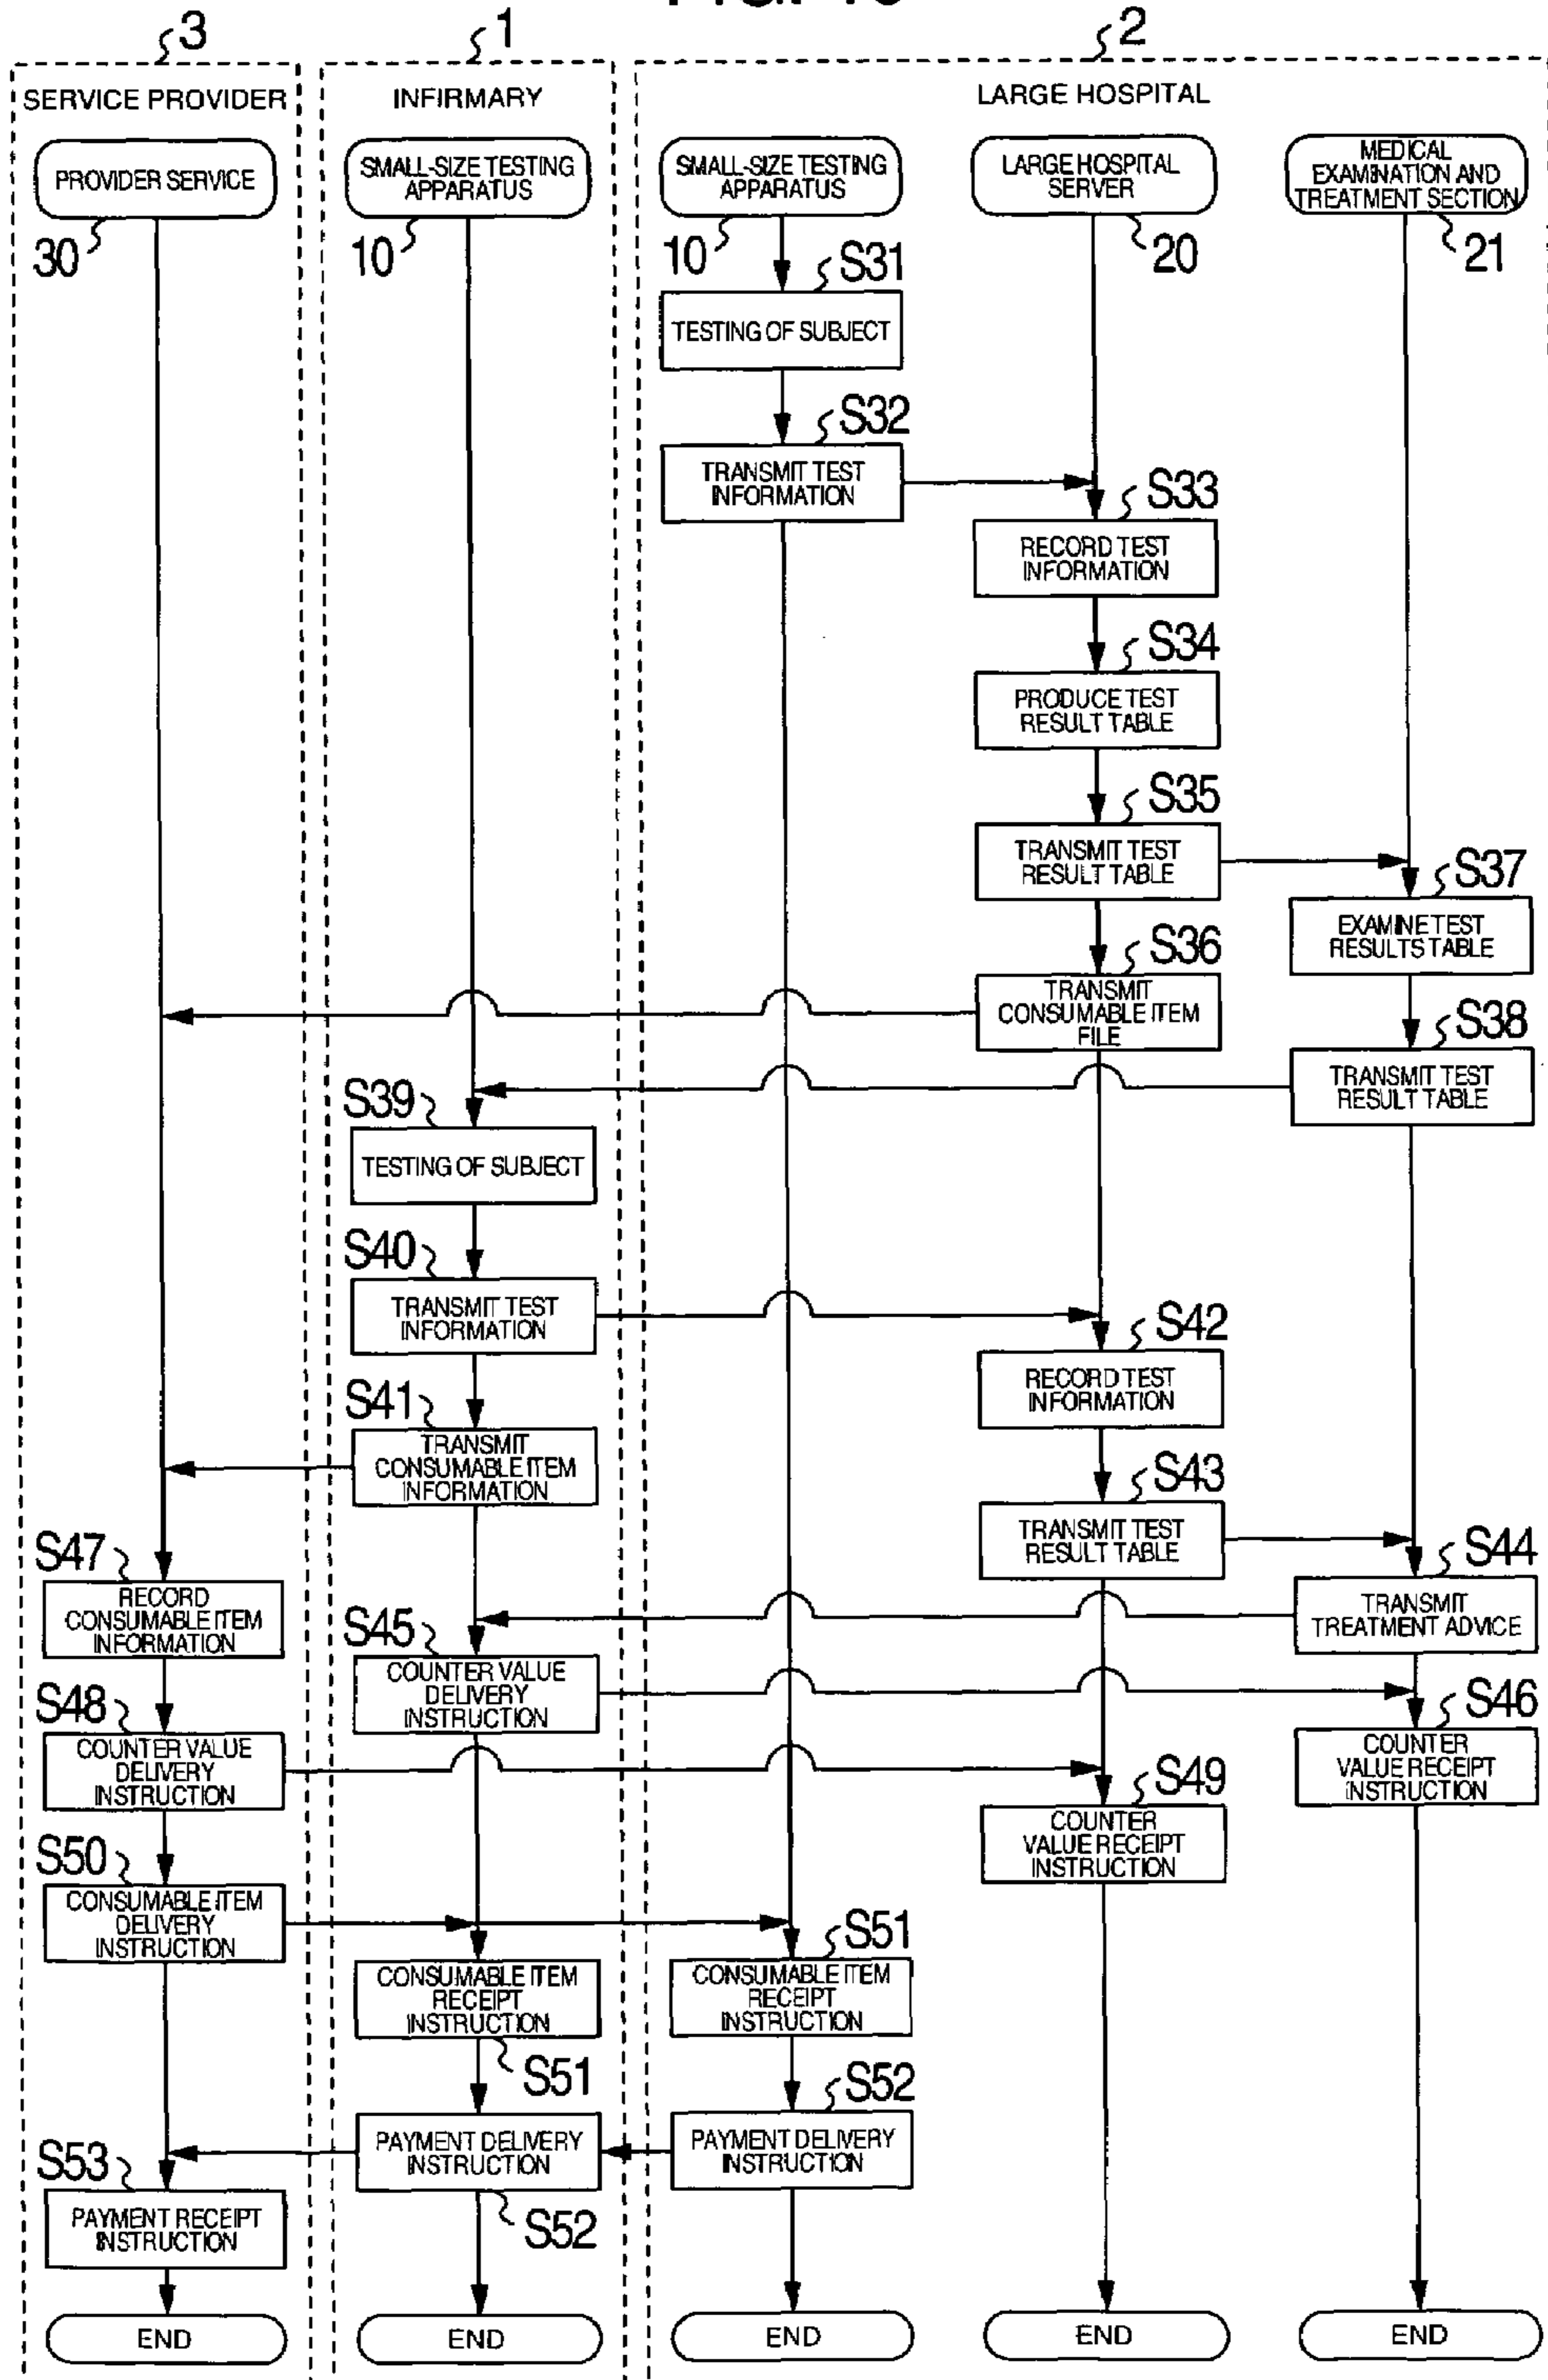 3
1
2
SERVICE PROVIDER
INFIRMARY
LARGE HOSPITAL
PROVIDER SERVICE
30
SMALL-SIZE TESTING
APPARATUS
10
SMALL-SIZE TESTING
APPARATUS
10
LARGE HOSPITAL
SERVER
20
MEDICAL
EXAMINATION AND
TREATMENT SECTION
21
S31
TESTING OF SUBJECT
S32
TRANSMIT TEST
INFORMATION
S33
RECORD TEST
INFORMATION
S34
PRODUCE TEST
RESULT TABLE
S35
TRANSMIT TEST
RESULT TABLE
S37
EXAMINE TEST
RESULTS TABLE
S36
TRANSMIT
CONSUMABLE ITEM
FILE
S38
TRANSMIT TEST
RESULT TABLE
S39
TESTING OF SUBJECT
S40
TRANSMIT TEST
INFORMATION
S42
RECORD TEST
INFORMATION
S41
TRANSMIT
CONSUMABLE ITEM
INFORMATION
S43
TRANSMIT TEST
RESULT TABLE
S47
RECORD
CONSUMABLE ITEM
INFORMATION
S44
TRANSMIT
TREATMENT ADVICE
S45
COUNTER VALUE
DELIVERY
INSTRUCTION
S48
COUNTER VALUE
DELIVERY
INSTRUCTION
S46
COUNTER
VALUE RECEIPT
INSTRUCTION
S49
COUNTER
VALUE RECEIPT
INSTRUCTION
S50
CONSUMABLE ITEM
DELIVERY
INSTRUCTION
CONSUMABLE ITEM
RECEIPT
INSTRUCTION
S51
S51
CONSUMABLE ITEM
RECEIPT
INSTRUCTION
S52
PAYMENT DELIVERY
INSTRUCTION
PAYMENT DELIVERY
INSTRUCTION
S52
S53
PAYMENT RECEIPT
INSTRUCTION
END
END
END
END
END